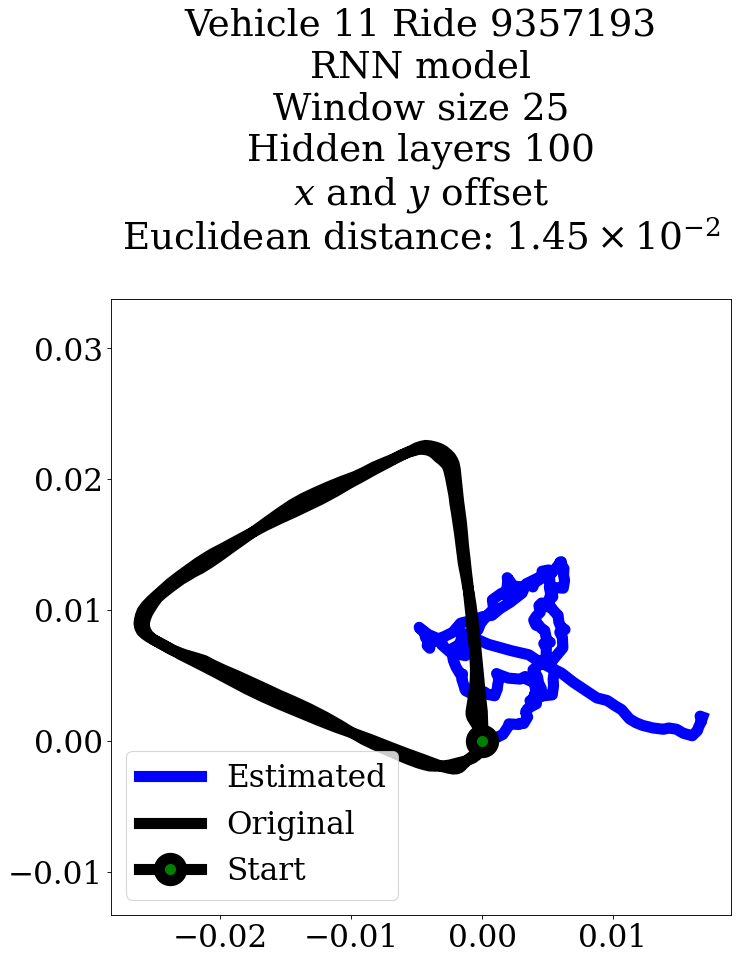 Vehicle 11 Ride 9357193
RNN model
Window size 25
Hidden layers 100
x and y offset
Euclidean distance: 1.45 × 10⁻²
0.03
0.02
0.01
0.00
−0.01
Estimated
Original
Start
−0.02 −0.01 0.00 0.01